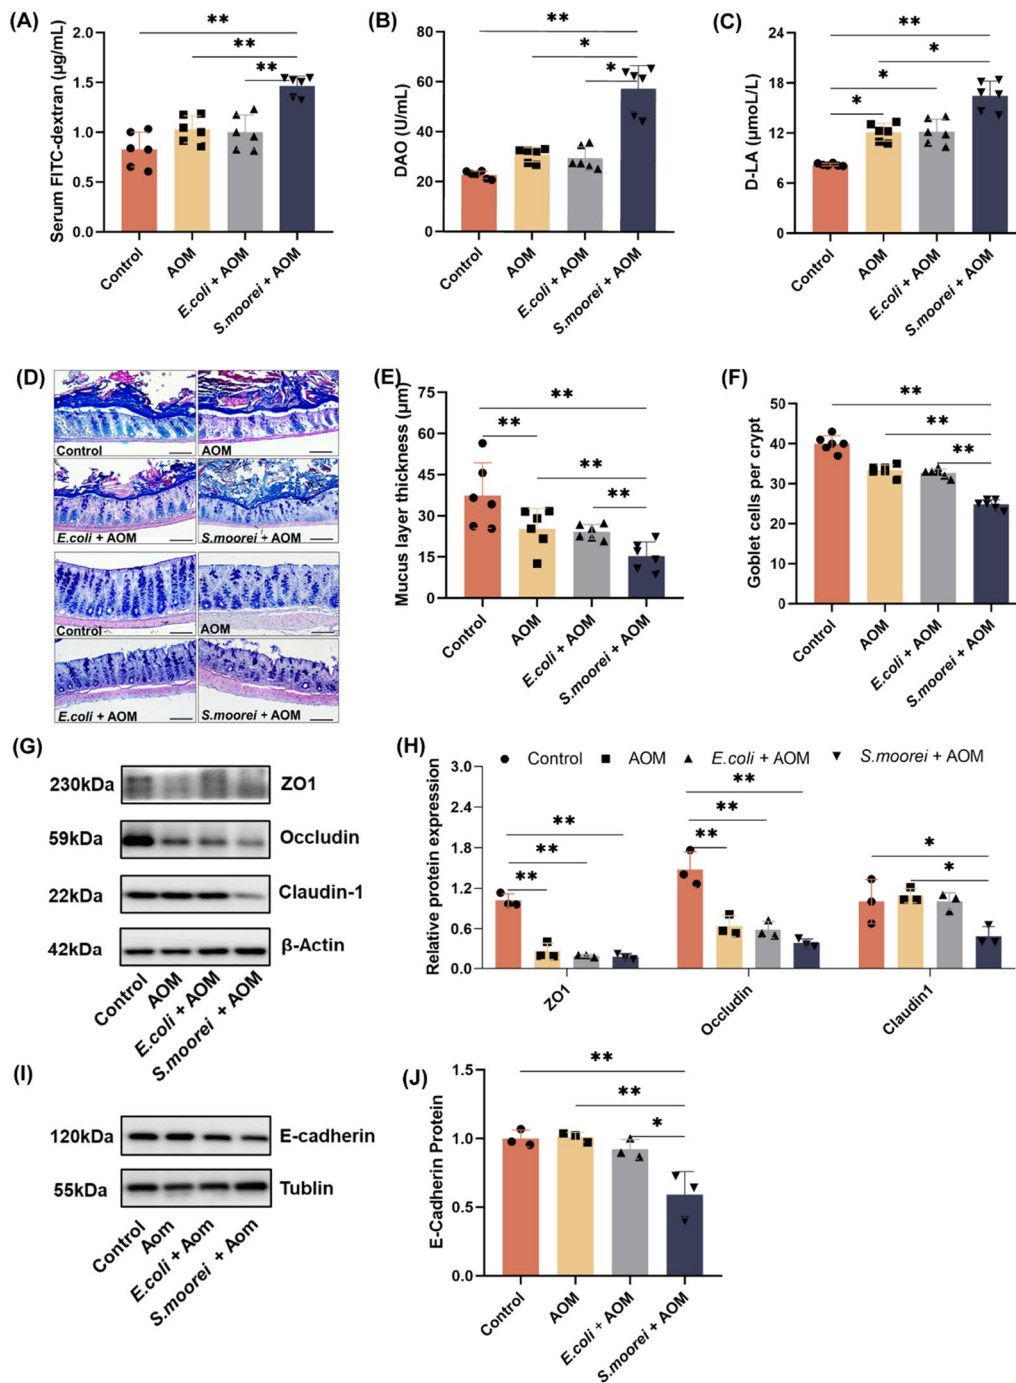 (A)
Serum FITC-dextran (μg/mL)
2.0
1.5
1.0
0.5
0.0
**
**
**
Control
AOM
E.coli + AOM
S.moorei + AOM
(B)
DAO (U/mL)
80
60
40
20
0
**
*
*
Control
AOM
E.coli + AOM
S.moorei + AOM
(C)
D-LA (μmoL/L)
24
18
12
6
0
**
*
*
*
Control
AOM
E.coli + AOM
S.moorei + AOM
(D)
Control
AOM
E.coli + AOM
S.moorei + AOM
Control
AOM
E.coli + AOM
S.moorei + AOM
(E)
Mucus layer thickness (μm)
75
60
45
30
15
0
**
**
**
**
Control
AOM
E.coli + AOM
S.moorei + AOM
(F)
Goblet cells per crypt
50
40
30
20
10
0
**
**
**
Control
AOM
E.coli + AOM
S.moorei + AOM
(G)
230kDa ZO1
59kDa Occludin
22kDa Claudin-1
42kDa β-Actin
Control
AOM
E.coli + AOM
S.moorei + AOM
(H)
Control AOM E.coli + AOM S.moorei + AOM
Relative protein expression
3.0
2.4
1.8
1.2
0.6
0.0
**
**
**
**
**
**
*
*
ZO1
Occludin
Claudin1
(I)
120kDa E-cadherin
55kDa Tublin
Control
Aom
E.coli + Aom
S.moorei + Aom
(J)
E-Cadherin Protein
1.5
1.0
0.5
0.0
**
**
*
Control
AOM
E.coli + AOM
S.moorei + AOM